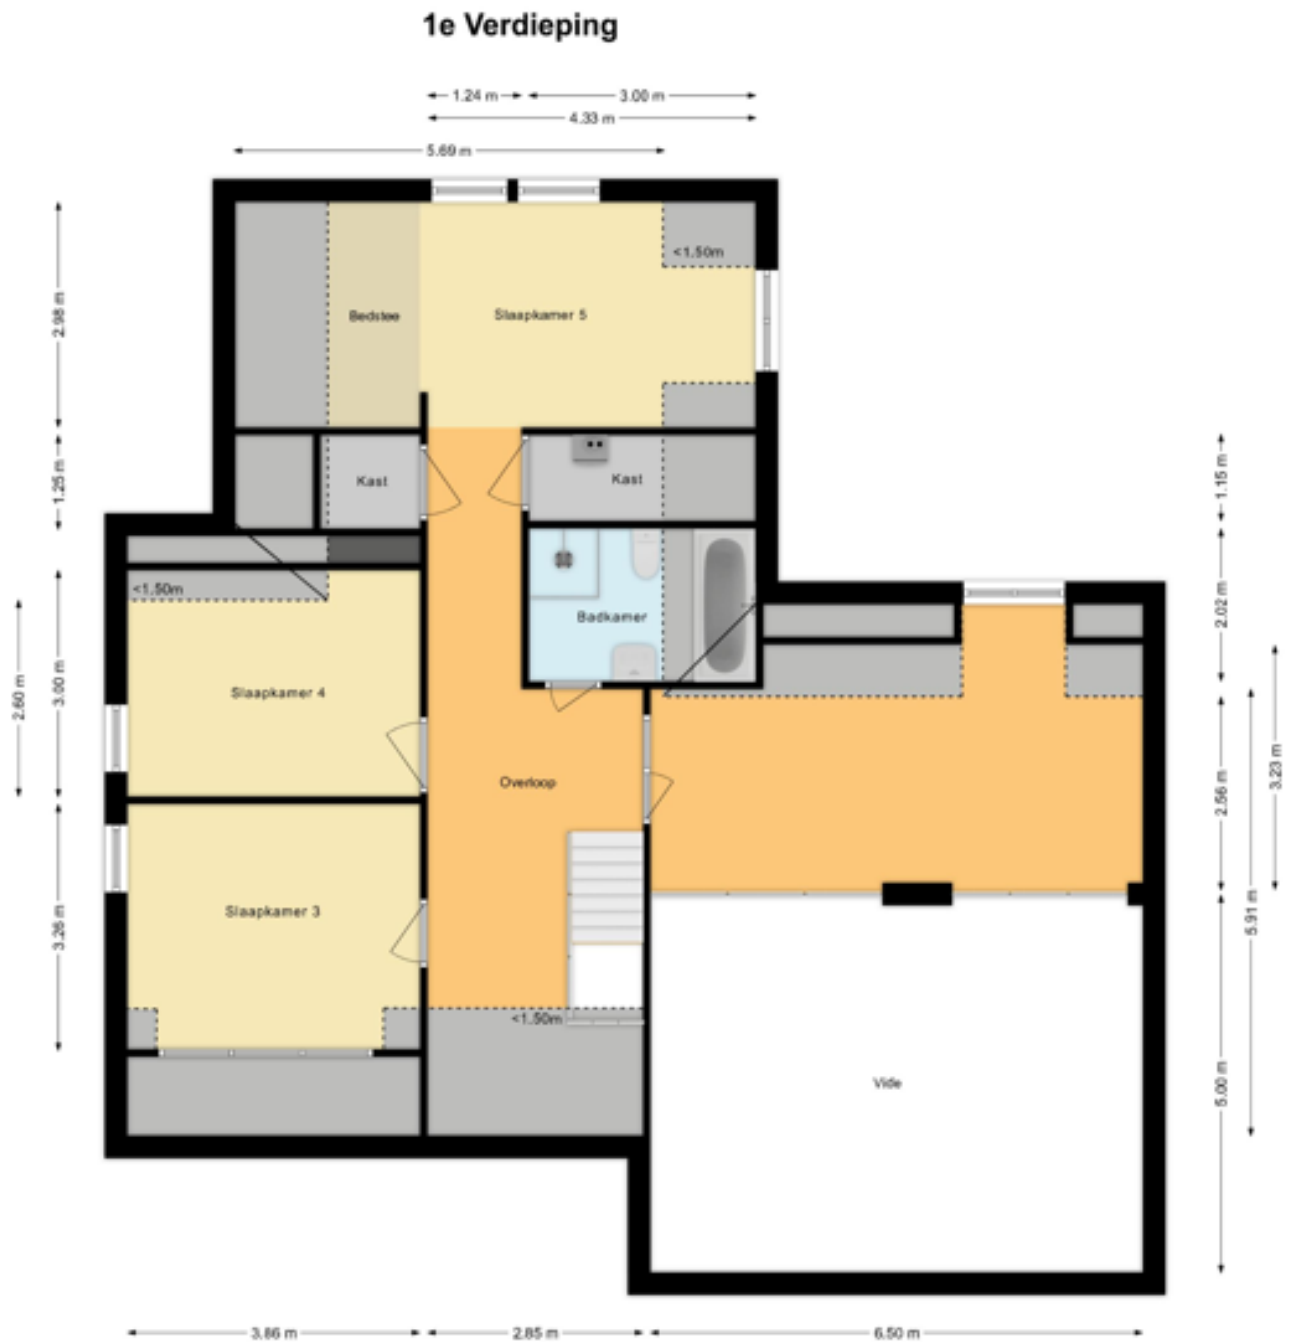 1e Verdieping
1.24 m
3.00 m
4.33 m
5.69 m
2.98 m
<1.50m
Bedstee
Slaapkamer 5
1.25 m
Kast
Kast
1.15 m
<1.50m
Badkamer
2.02 m
2.60 m
3.00 m
Slaapkamer 4
Overloop
2.56 m
3.23 m
3.26 m
Slaapkamer 3
5.91 m
<1.50m
Vide
5.00 m
3.86 m
2.85 m
6.50 m